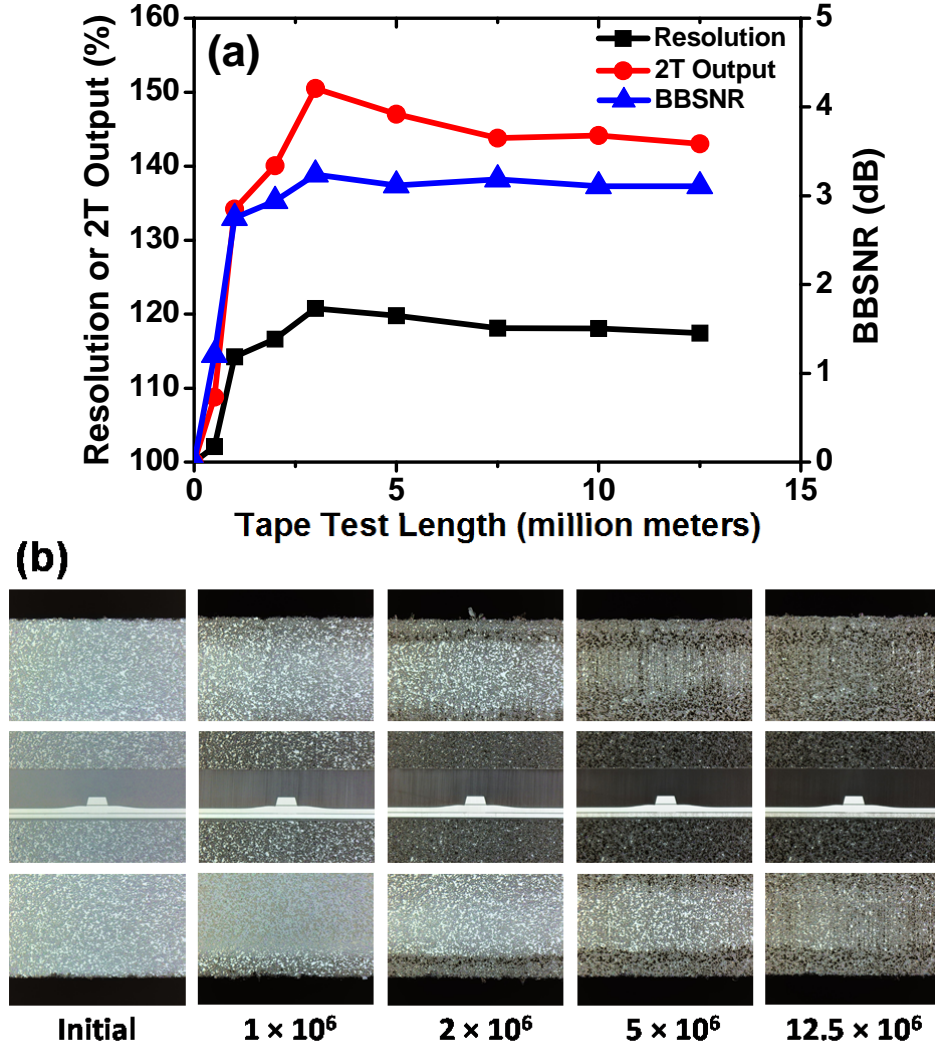 (a)
Resolution
2T Output
BBSNR
Resolution or 2T Output (%)
160
150
140
130
120
110
100
5
4
3
2
1
0
BBSNR (dB)
0 5 10 15
Tape Test Length (million meters)
(b)
Initial 1 × 10⁶ 2 × 10⁶ 5 × 10⁶ 12.5 × 10⁶